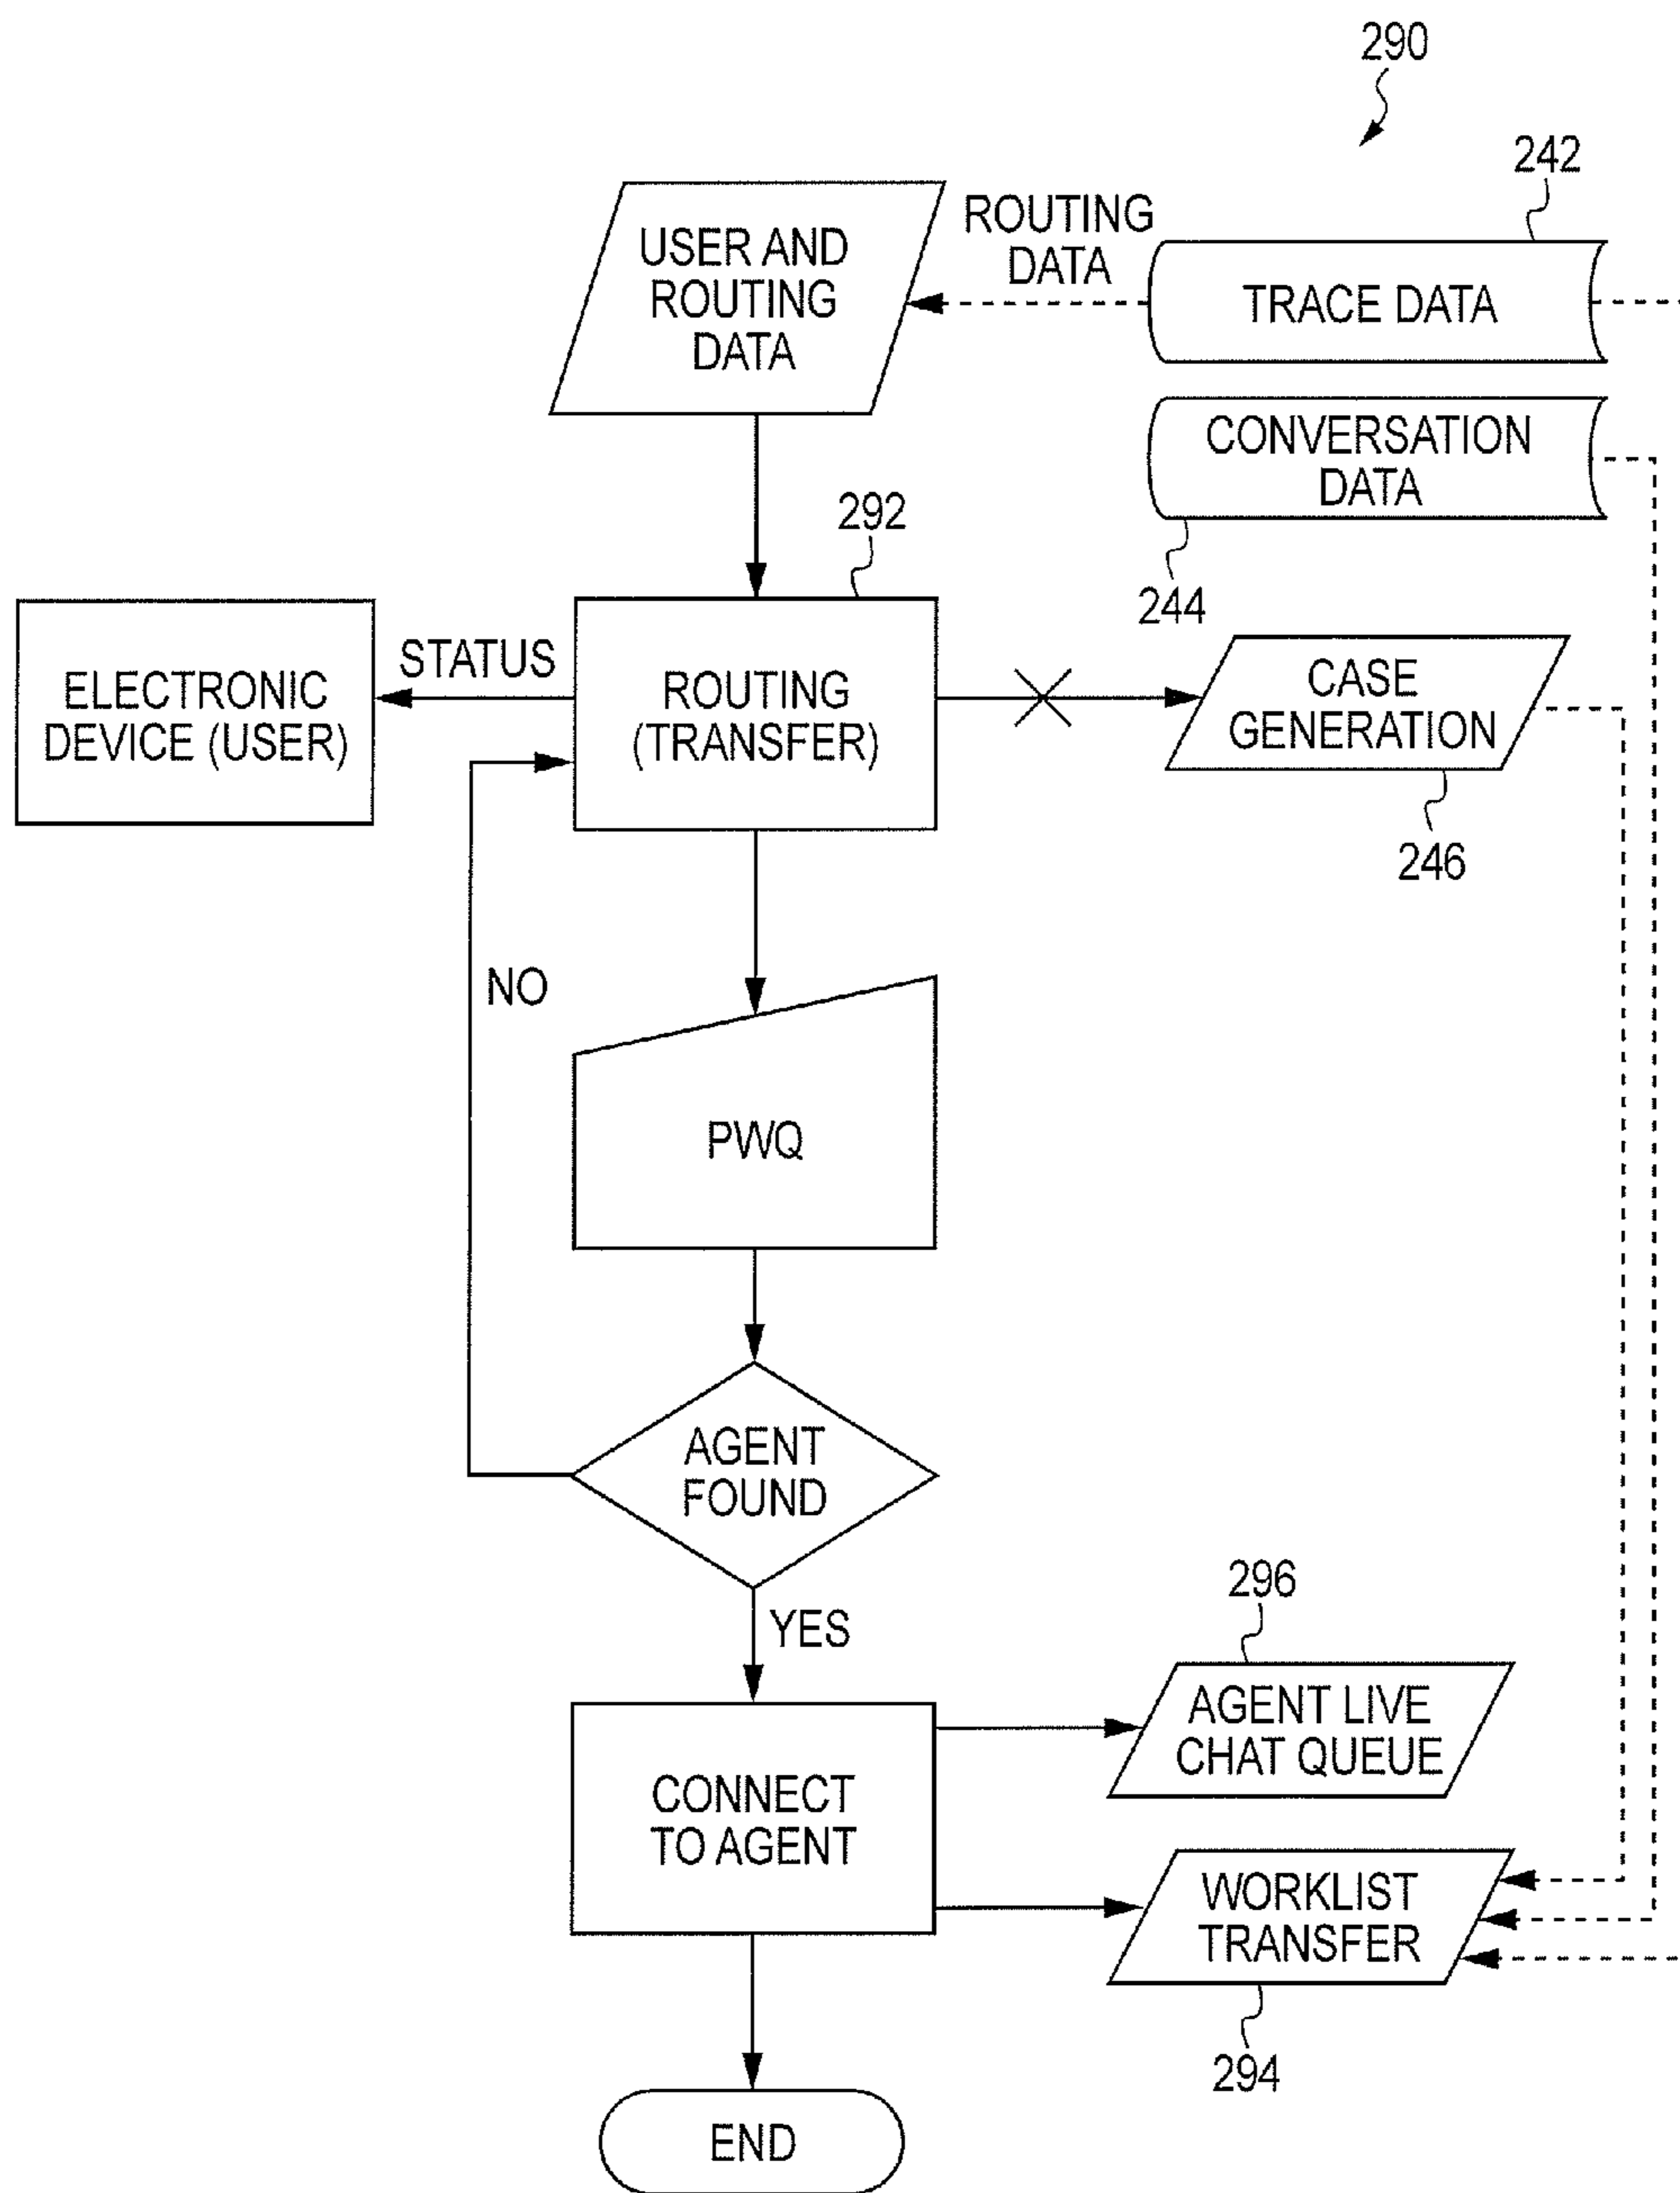 290
242
USER AND
ROUTING
DATA
ROUTING
DATA
TRACE DATA
CONVERSATION
DATA
292
244
ELECTRONIC
DEVICE (USER)
STATUS
ROUTING
(TRANSFER)
CASE
GENERATION
246
NO
PWQ
AGENT
FOUND
YES
296
AGENT LIVE
CHAT QUEUE
CONNECT
TO AGENT
WORKLIST
TRANSFER
294
END